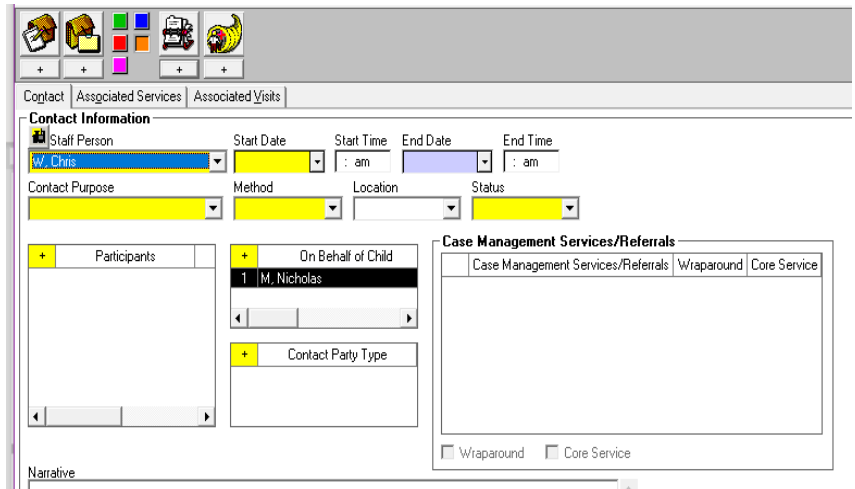 + + + +
Contact Associated Services Associated Visits
Contact Information
Staff Person Start Date Start Time End Date End Time
W, Chris : am : am
Contact Purpose Method Location Status
+ Participants
+ On Behalf of Child
1 M, Nicholas
+ Contact Party Type
Case Management Services/Referrals
Case Management Services/Referrals Wraparound Core Service
Wraparound Core Service
Narrative